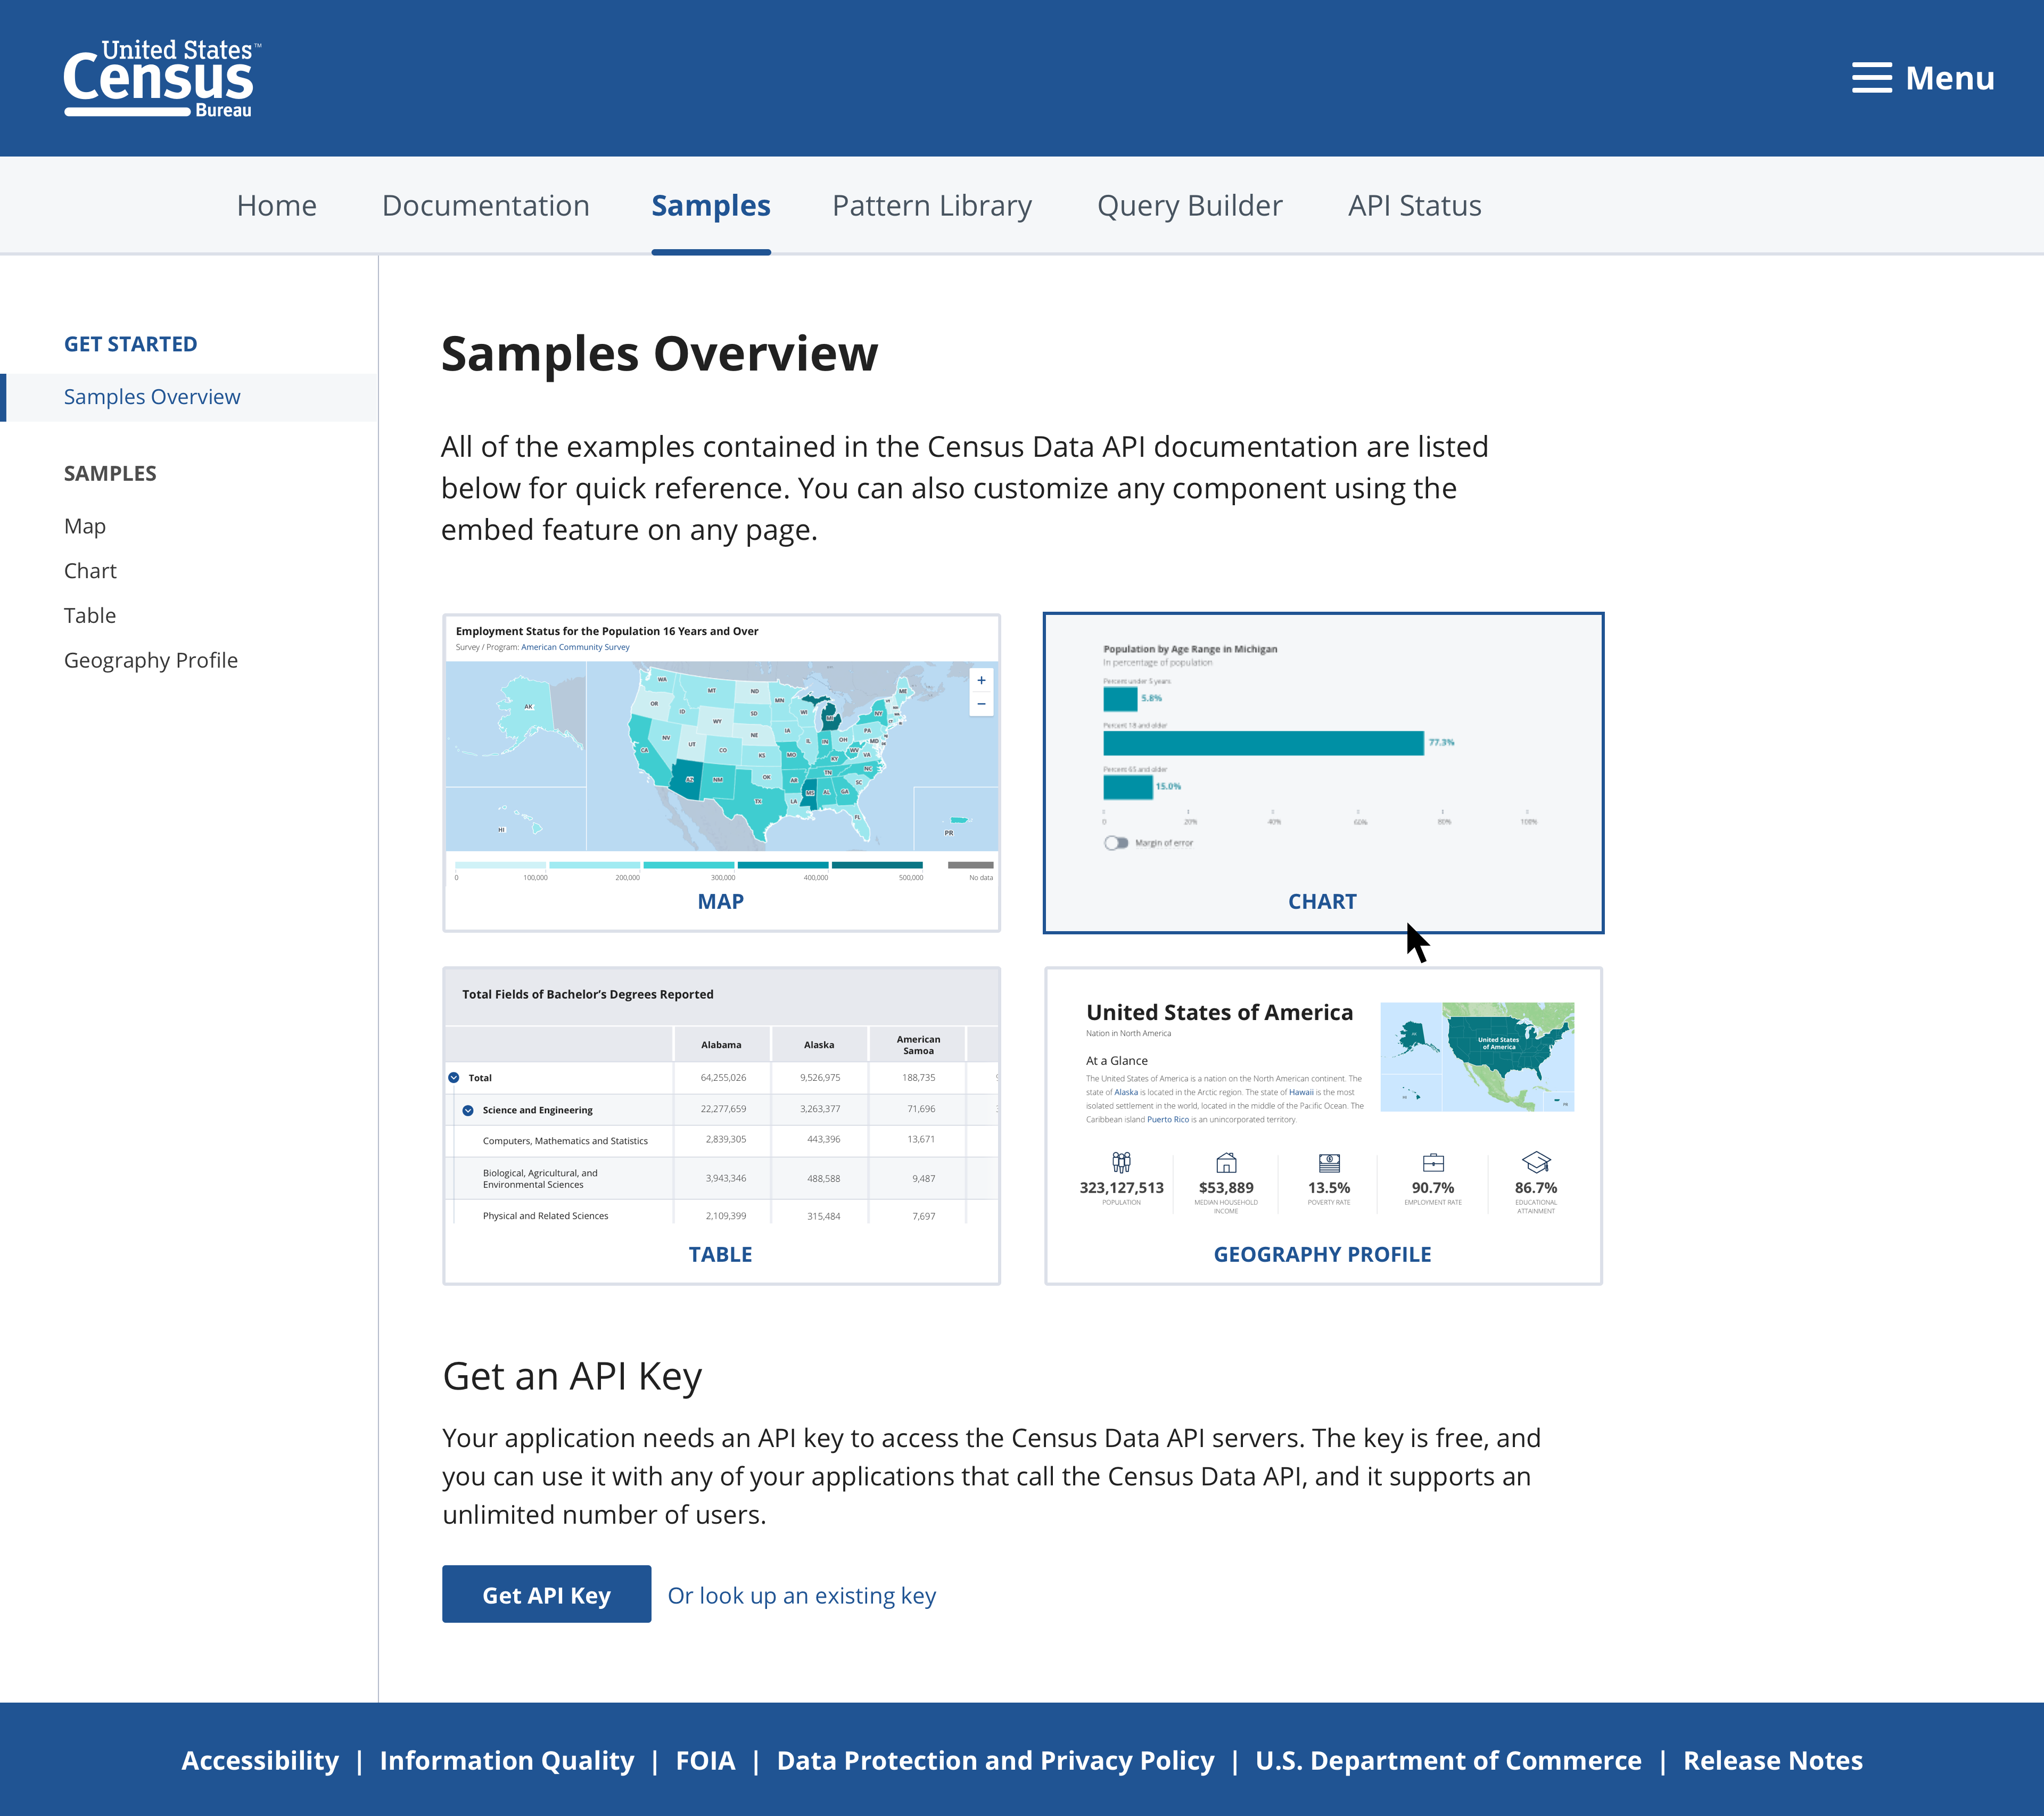 United States™
Census
Bureau
Menu
Home Documentation Samples Pattern Library Query Builder API Status
GET STARTED
Samples Overview
SAMPLES
Map
Chart
Table
Geography Profile
Samples Overview
All of the examples contained in the Census Data API documentation are listed
below for quick reference. You can also customize any component using the
embed feature on any page.
Employment Status for the Population 16 Years and Over
Survey / Program: American Community Survey
+
−
AK
HI
PR
WA
MT
ND
MN
ME
OR
ID
SD
WI
MI
NY
WY
NV
NE
IA
PA
CA
UT
CO
IL
IN
OH
MD
KS
MO
KY
WV
VA
AZ
NM
OK
AR
TN
NC
SC
TX
LA
MS
AL
GA
FL
0 100,000 200,000 300,000 400,000 500,000 No data
MAP
Population by Age Range in Michigan
In percentage of population
Percent under 5 years
5.8%
Percent 18 and older
77.3%
Percent 65 and older
15.0%
0 20% 40% 60% 80% 100%
Margin of error
CHART
Total Fields of Bachelor’s Degrees Reported
Alabama Alaska American
Samoa
Total 64,255,026 9,526,975 188,735
Science and Engineering 22,277,659 3,263,377 71,696
Computers, Mathematics and Statistics 2,839,305 443,396 13,671
Biological, Agricultural, and
Environmental Sciences 3,943,346 488,588 9,487
Physical and Related Sciences 2,109,399 315,484 7,697
TABLE
United States of America
Nation in North America
At a Glance
The United States of America is a nation on the North American continent. The
state of Alaska is located in the Arctic region. The state of Hawaii is the most
isolated settlement in the world, located in the middle of the Pacific Ocean. The
Caribbean island Puerto Rico is an unincorporated territory.
United States
of America
323,127,513 $53,889 13.5% 90.7% 86.7%
POPULATION MEDIAN HOUSEHOLD POVERTY RATE EMPLOYMENT RATE EDUCATIONAL
INCOME ATTAINMENT
GEOGRAPHY PROFILE
Get an API Key
Your application needs an API key to access the Census Data API servers. The key is free, and
you can use it with any of your applications that call the Census Data API, and it supports an
unlimited number of users.
Get API Key Or look up an existing key
Accessibility | Information Quality | FOIA | Data Protection and Privacy Policy | U.S. Department of Commerce | Release Notes